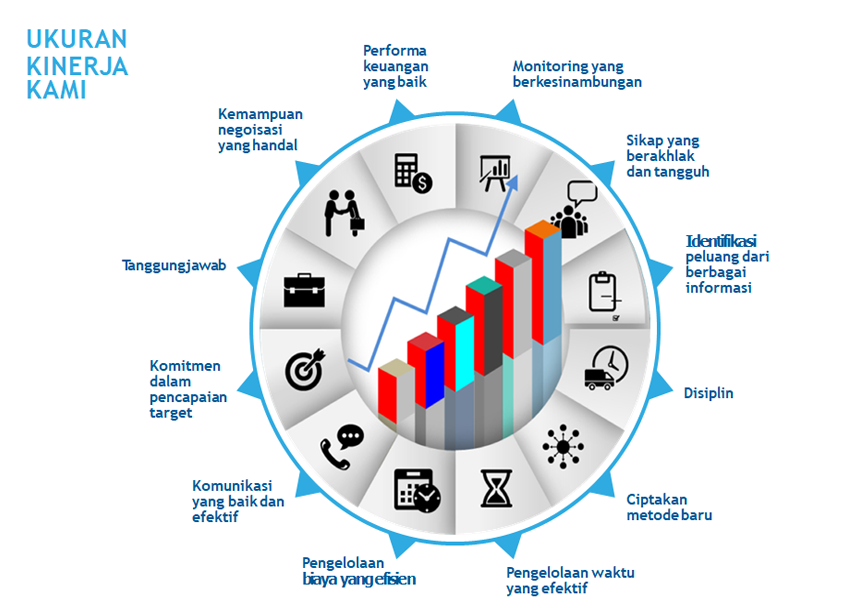 UKURAN
KINERJA
KAMI
Performa
keuangan
yang baik
Monitoring yang
berkesinambungan
Sikap yang
berakhlak
dan tangguh
Identifikasi
peluang dari
berbagai
informasi
Disiplin
Ciptakan
metode baru
Pengelolaan waktu
yang efektif
Pengelolaan
biaya yang efisien
Komunikasi
yang baik dan
efektif
Komitmen
dalam
pencapaian
target
Tanggungjawab
Kemampuan
negoisasi
yang handal
$